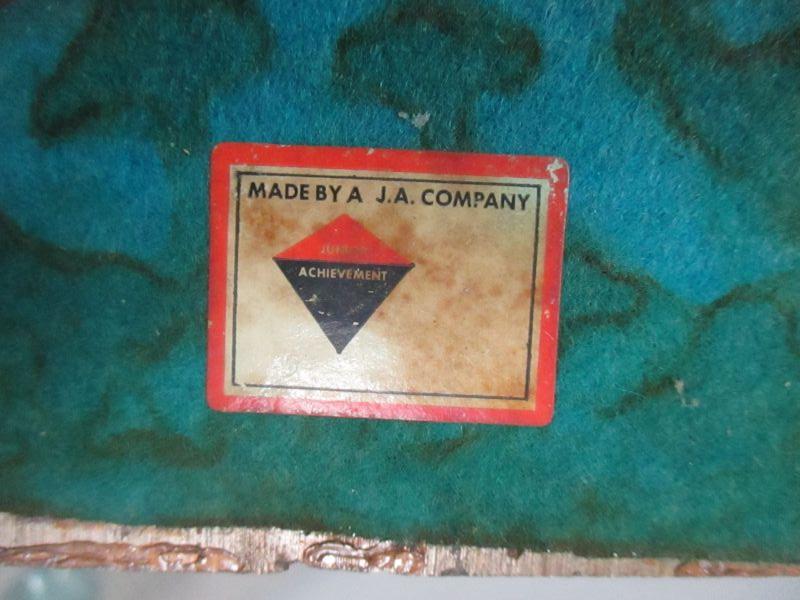 MADE BY A J.A. COMPANY
JUNIOR
ACHIEVEMENT